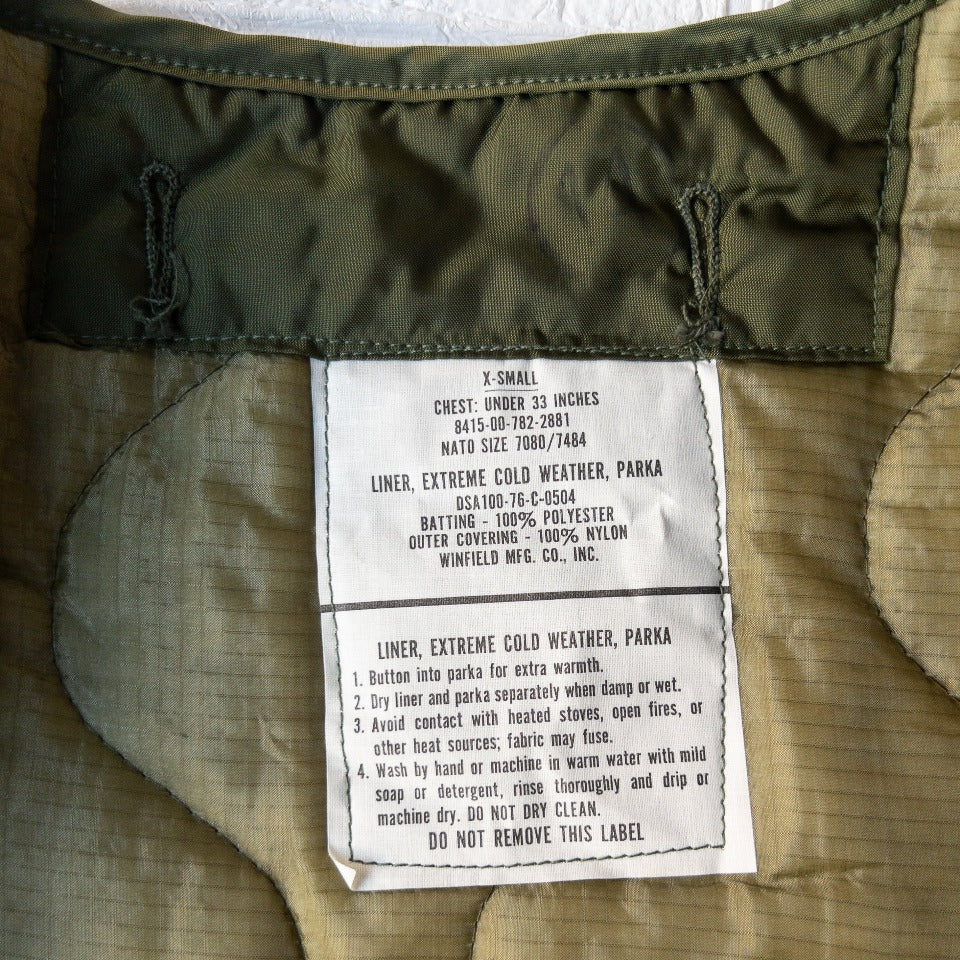 X-SMALL
CHEST: UNDER 33 INCHES
8415-00-782-2881
NATO SIZE 7080/7484
LINER, EXTREME COLD WEATHER, PARKA
DSA100-76-C-0504
BATTING - 100% POLYESTER
OUTER COVERING - 100% NYLON
WINFIELD MFG. CO., INC.
LINER, EXTREME COLD WEATHER, PARKA
1. Button into parka for extra warmth.
2. Dry liner and parka separately when damp or wet.
3. Avoid contact with heated stoves, open fires, or
other heat sources; fabric may fuse.
4. Wash by hand or machine in warm water with mild
soap or detergent, rinse thoroughly and drip or
machine dry. DO NOT DRY CLEAN.
DO NOT REMOVE THIS LABEL